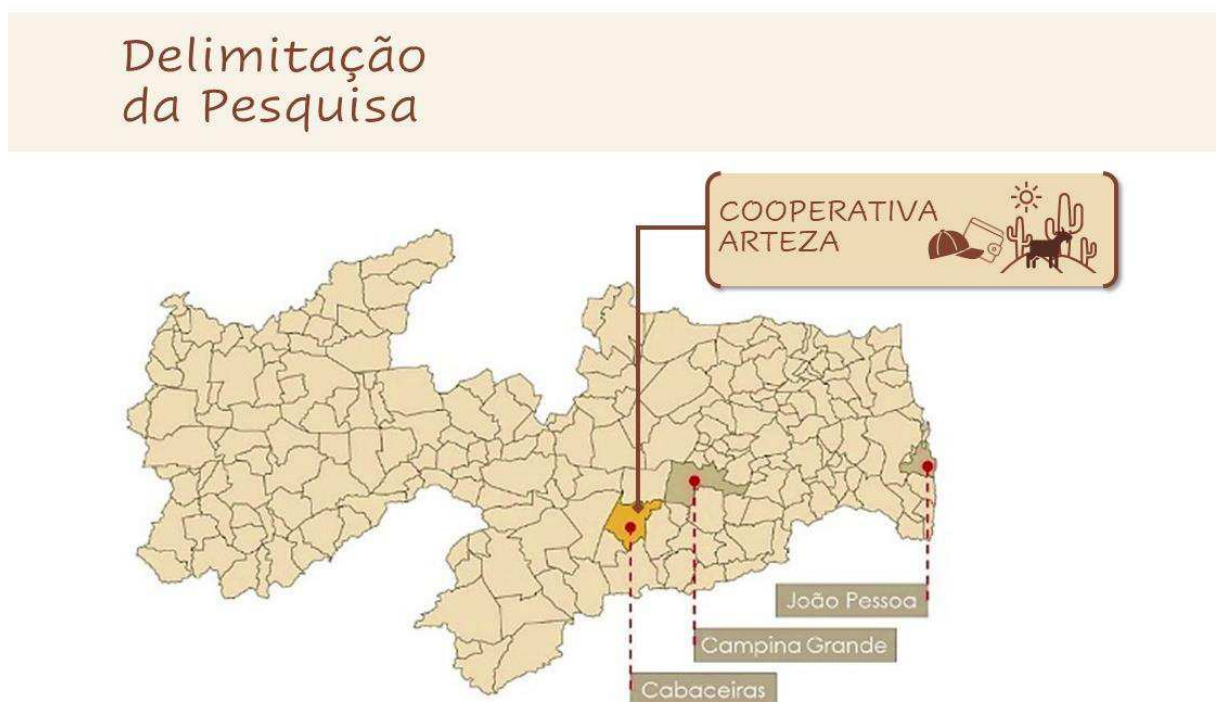 Delimitação
da Pesquisa
COOPERATIVA
ARTEZA
João Pessoa
Campina Grande
Cabaceiras